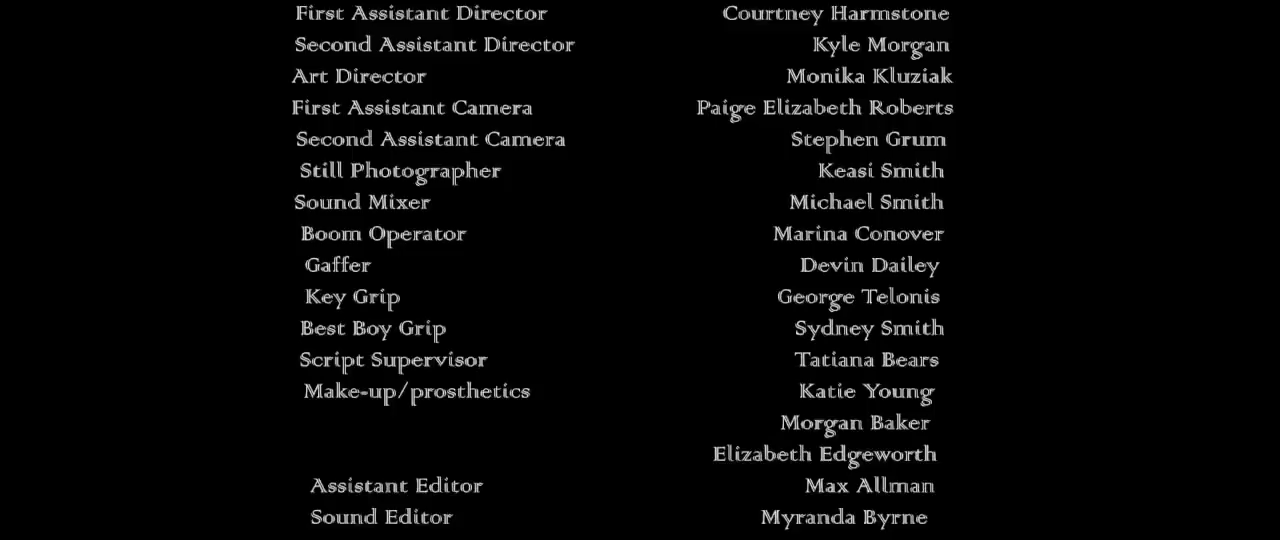 First Assistant Director Courtney Harmstone
Second Assistant Director Kyle Morgan
Art Director Monika Kluziak
First Assistant Camera Paige Elizabeth Roberts
Second Assistant Camera Stephen Grum
Still Photographer Keasi Smith
Sound Mixer Michael Smith
Boom Operator Marina Conover
Gaffer Devin Dailey
Key Grip George Telonis
Best Boy Grip Sydney Smith
Script Supervisor Tatiana Bears
Make-up/prosthetics Katie Young
Morgan Baker
Elizabeth Edgeworth
Assistant Editor Max Allman
Sound Editor Myranda Byrne